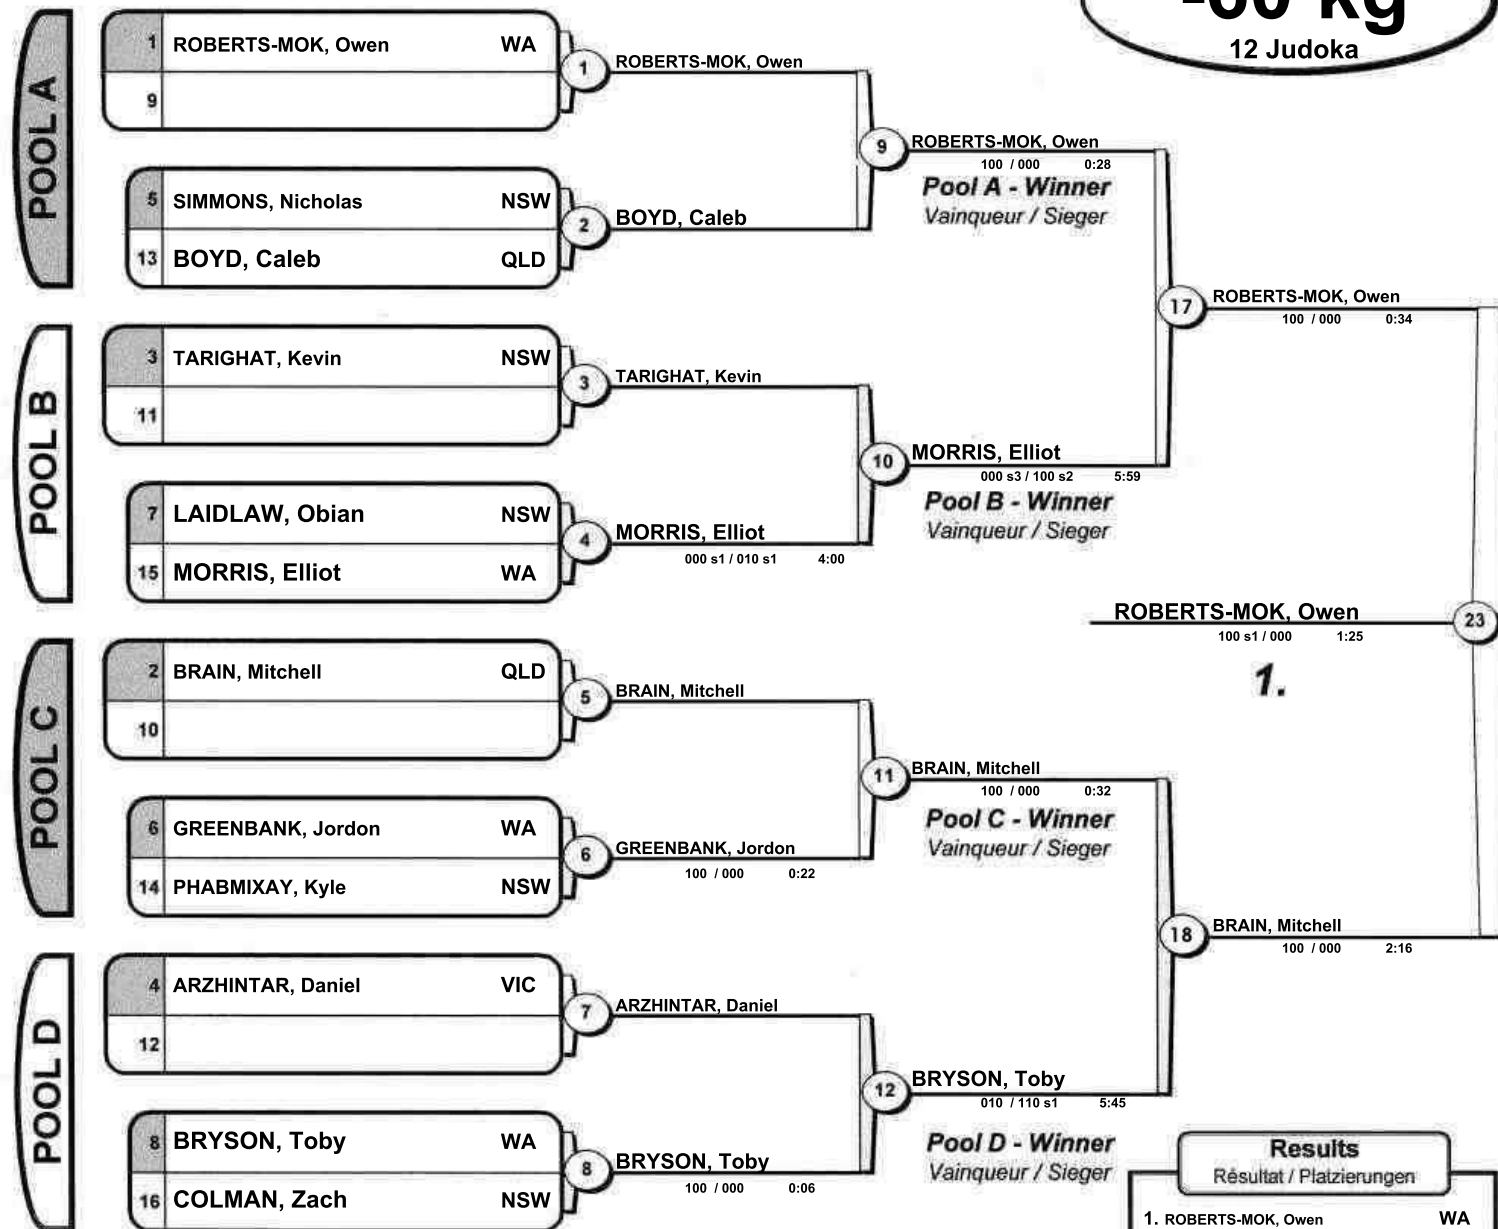 -60 kg
12 Judoka
POOL A
1 ROBERTS-MOK, Owen WA
9
1 ROBERTS-MOK, Owen
5 SIMMONS, Nicholas NSW
13 BOYD, Caleb QLD
2 BOYD, Caleb
9 ROBERTS-MOK, Owen
100 / 000 0:28
Pool A - Winner
Vainqueur / Sieger
POOL B
3 TARIGHAT, Kevin NSW
11
3 TARIGHAT, Kevin
7 LAIDLAW, Obian NSW
15 MORRIS, Elliot WA
4 MORRIS, Elliot
000 s1 / 010 s1 4:00
10 MORRIS, Elliot
000 s3 / 100 s2 5:59
Pool B - Winner
Vainqueur / Sieger
17 ROBERTS-MOK, Owen
100 / 000 0:34
ROBERTS-MOK, Owen 23
100 s1 / 000 1:25
1.
POOL C
2 BRAIN, Mitchell QLD
10
5 BRAIN, Mitchell
6 GREENBANK, Jordon WA
14 PHABMIXAY, Kyle NSW
6 GREENBANK, Jordon
100 / 000 0:22
11 BRAIN, Mitchell
100 / 000 0:32
Pool C - Winner
Vainqueur / Sieger
POOL D
4 ARZHINTAR, Daniel VIC
12
7 ARZHINTAR, Daniel
8 BRYSON, Toby WA
16 COLMAN, Zach NSW
8 BRYSON, Toby
100 / 000 0:06
12 BRYSON, Toby
010 / 110 s1 5:45
Pool D - Winner
Vainqueur / Sieger
18 BRAIN, Mitchell
100 / 000 2:16
Results
Résultat / Platzierungen
1. ROBERTS-MOK, Owen WA